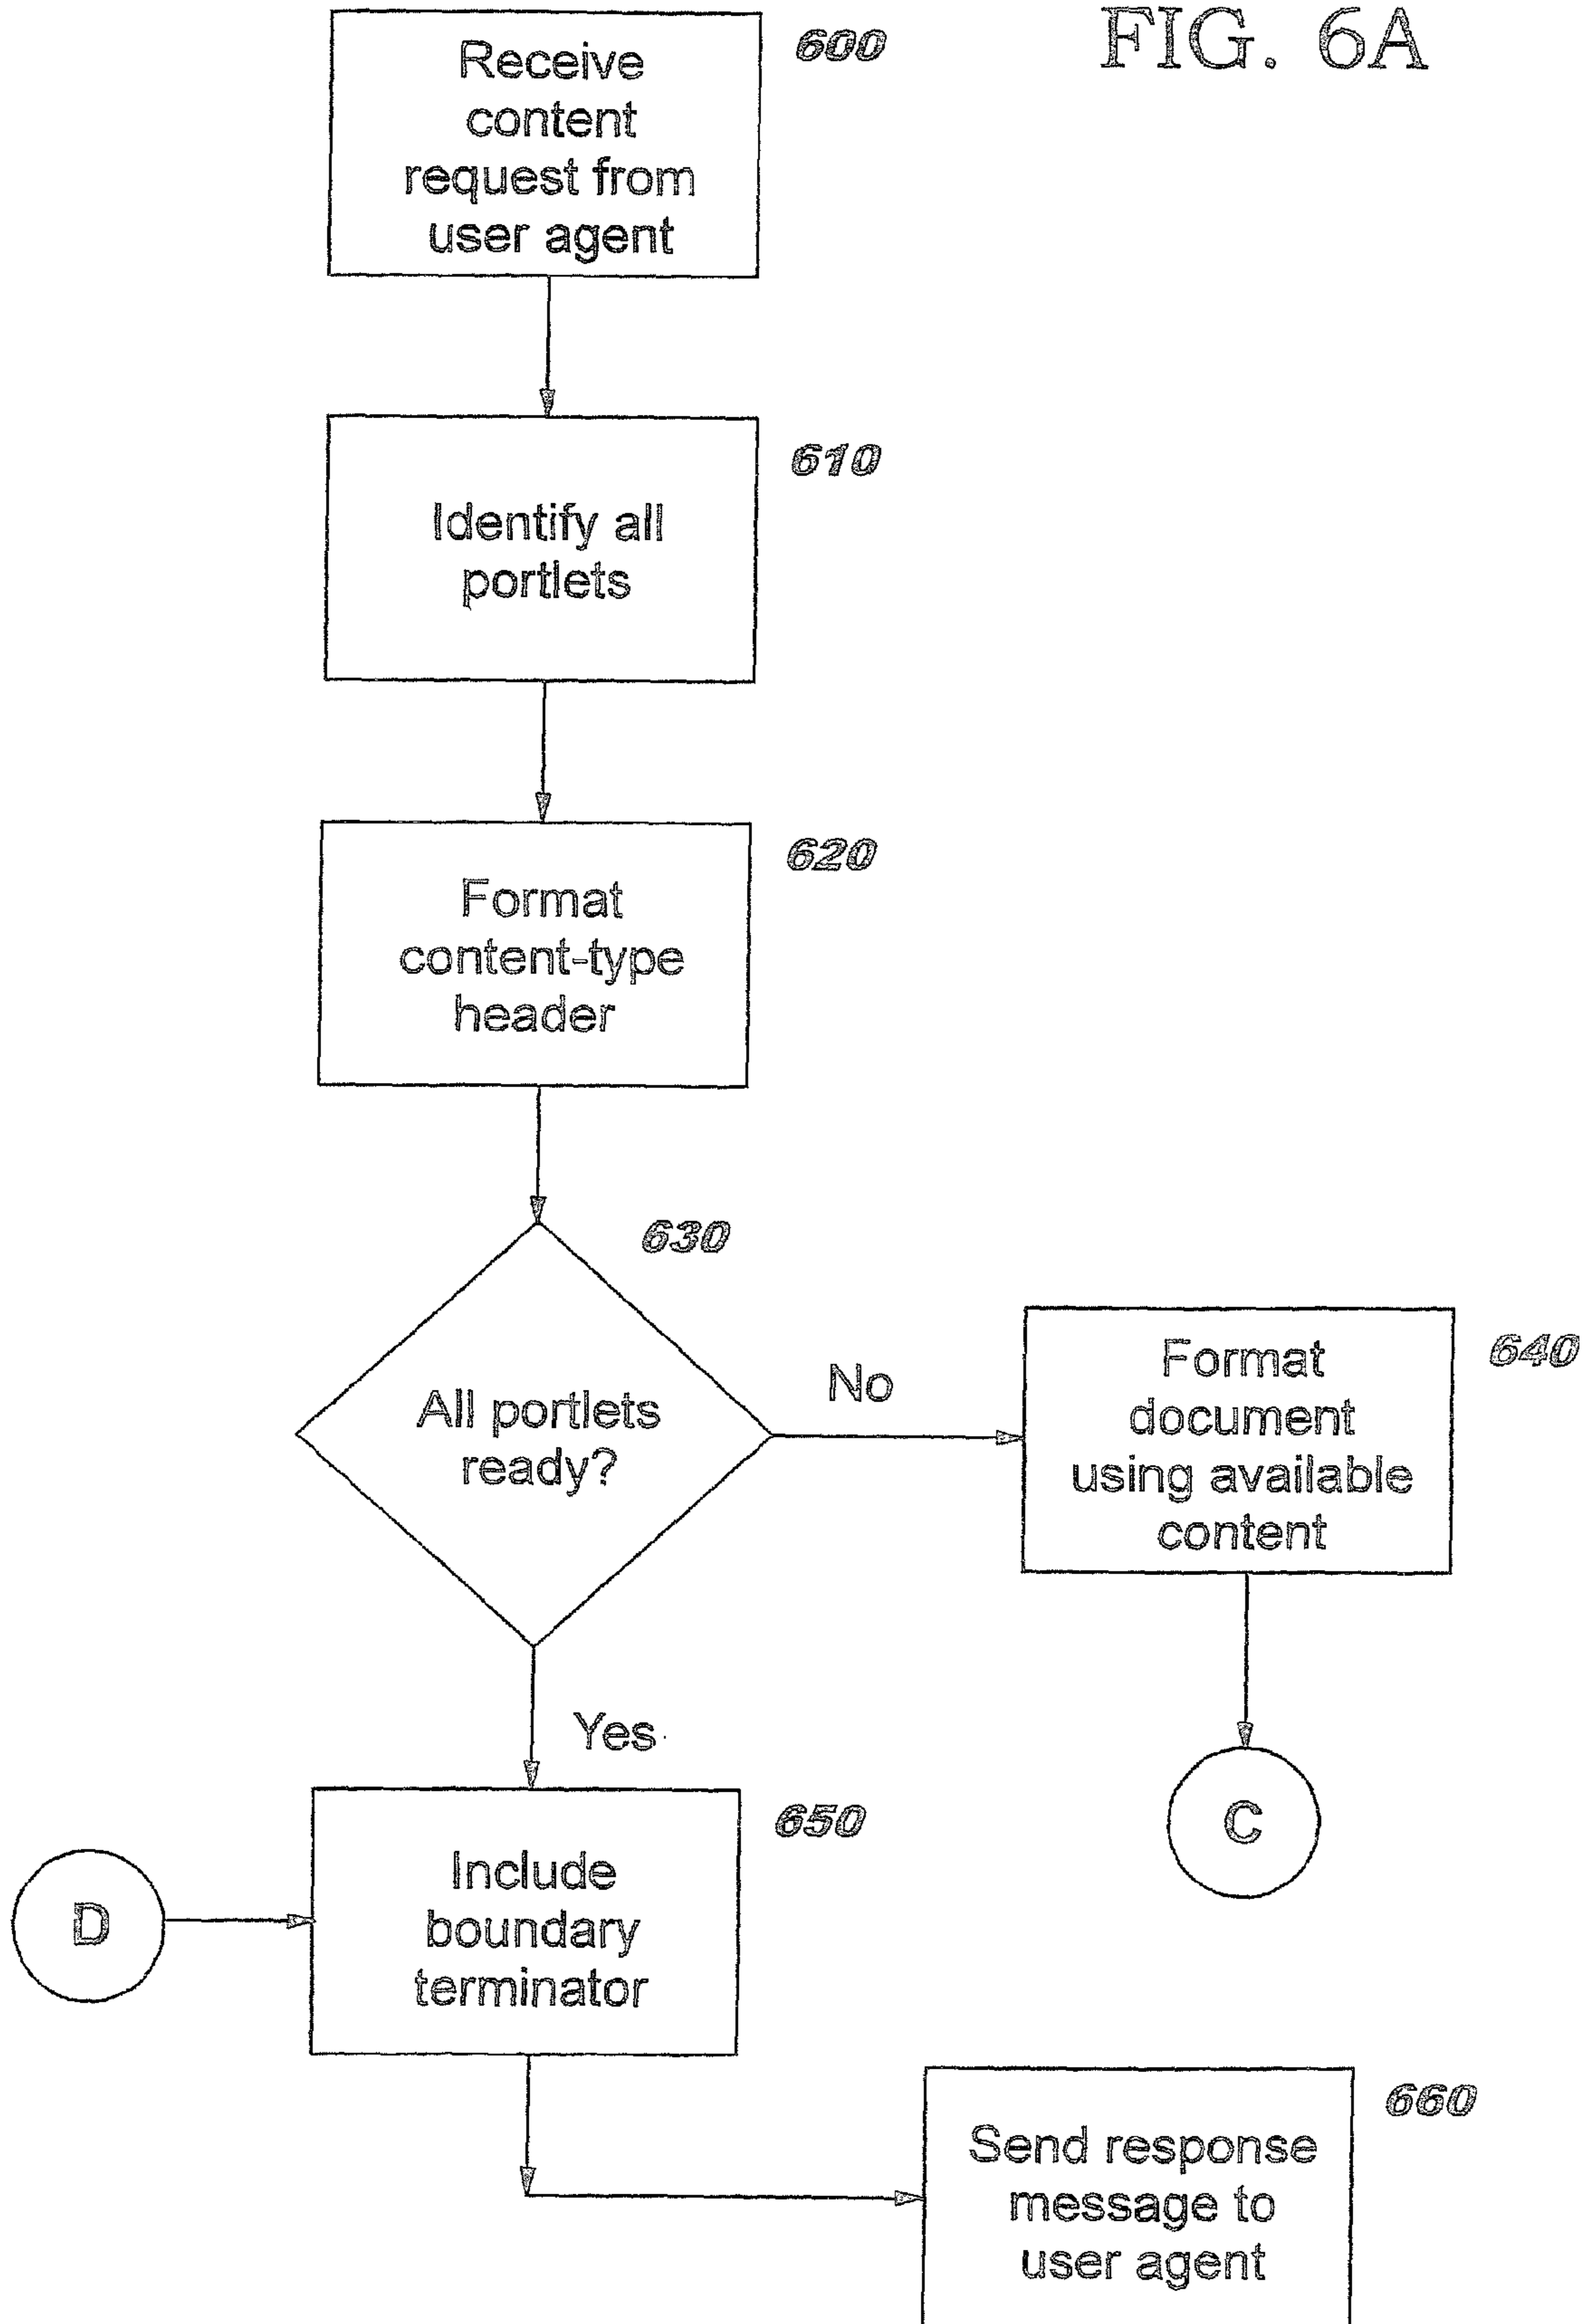 FIG. 6A
Receive
content
request from
user agent
600
Identify all
portlets
610
Format
content-type
header
620
630
All portlets
ready?
No
Format
document
using available
content
640
Yes
C
D
Include
boundary
terminator
650
Send response
message to
user agent
660